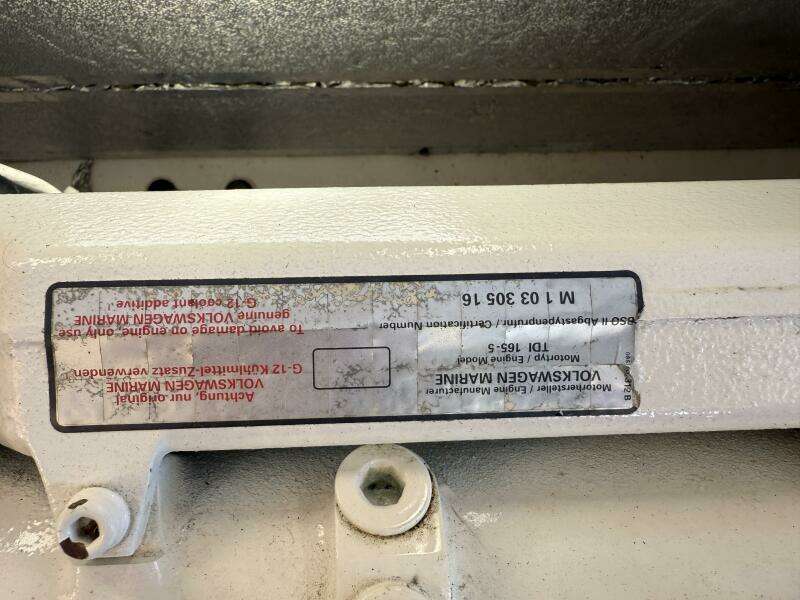 Motorhersteller / Engine Manufacturer
VOLKSWAGEN MARINE
Motortyp / Engine Model
TDI 165-5
BSO II Abgastypenprüfnr / Certification Number
M 1 03 305 16
Achtung, nur original
VOLKSWAGEN MARINE
G-12 Kühlmittel-Zusatz verwenden
To avoid damage on engine, only use
genuine VOLKSWAGEN MARINE
G-12 coolant additive